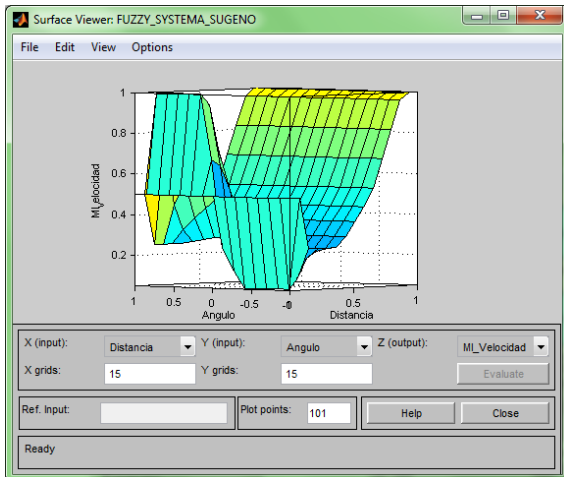 Surface Viewer: FUZZY_SYSTEMA_SUGENO
File Edit View Options
1
0.8
0.6
0.4
0.2
MI_velocidad
1 0.5 0 -0.5 -1
Angulo
0 0.5 1
Distancia
X (input): Distancia Y (input): Angulo Z (output): MI_Velocidad
X grids: 15 Y grids: 15 Evaluate
Ref. Input: Plot points: 101 Help Close
Ready